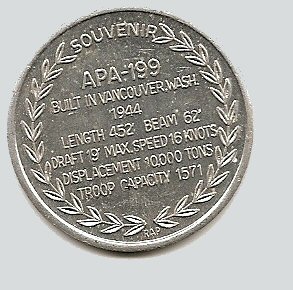 SOUVENIR
APA-199
BUILT IN VANCOUVER, WASH.
1944
LENGTH 452' BEAM 62'
DRAFT 19' MAX. SPEED 16 KNOTS
DISPLACEMENT 10,000 TONS
TROOP CAPACITY 1571
RAP